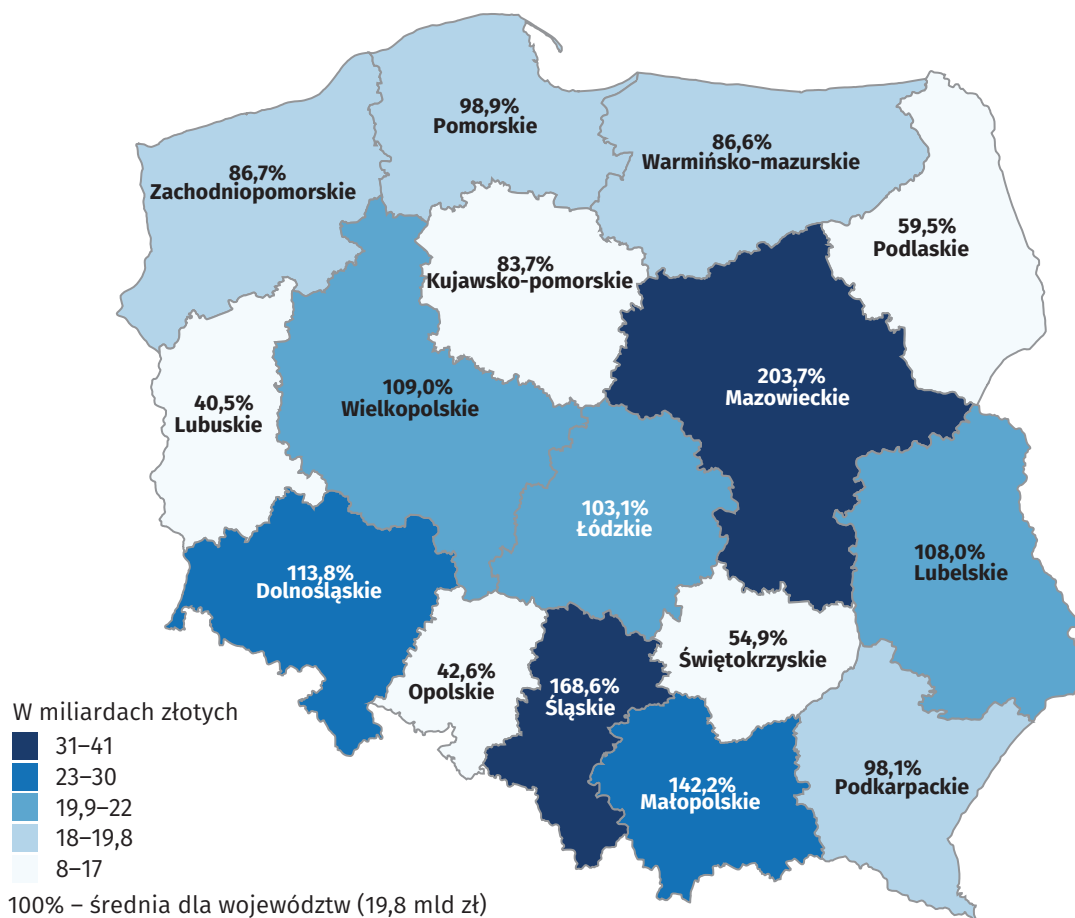 98,9%
Pomorskie
86,6%
Warmińsko-mazurskie
86,7%
Zachodniopomorskie
59,5%
Podlaskie
83,7%
Kujawsko-pomorskie
203,7%
Mazowieckie
109,0%
Wielkopolskie
40,5%
Lubuskie
103,1%
Łódzkie
108,0%
Lubelskie
113,8%
Dolnośląskie
54,9%
Świętokrzyskie
42,6%
Opolskie
168,6%
Śląskie
98,1%
Podkarpackie
142,2%
Małopolskie
W miliardach złotych
31–41
23–30
19,9–22
18–19,8
8–17
100% – średnia dla województw (19,8 mld zł)